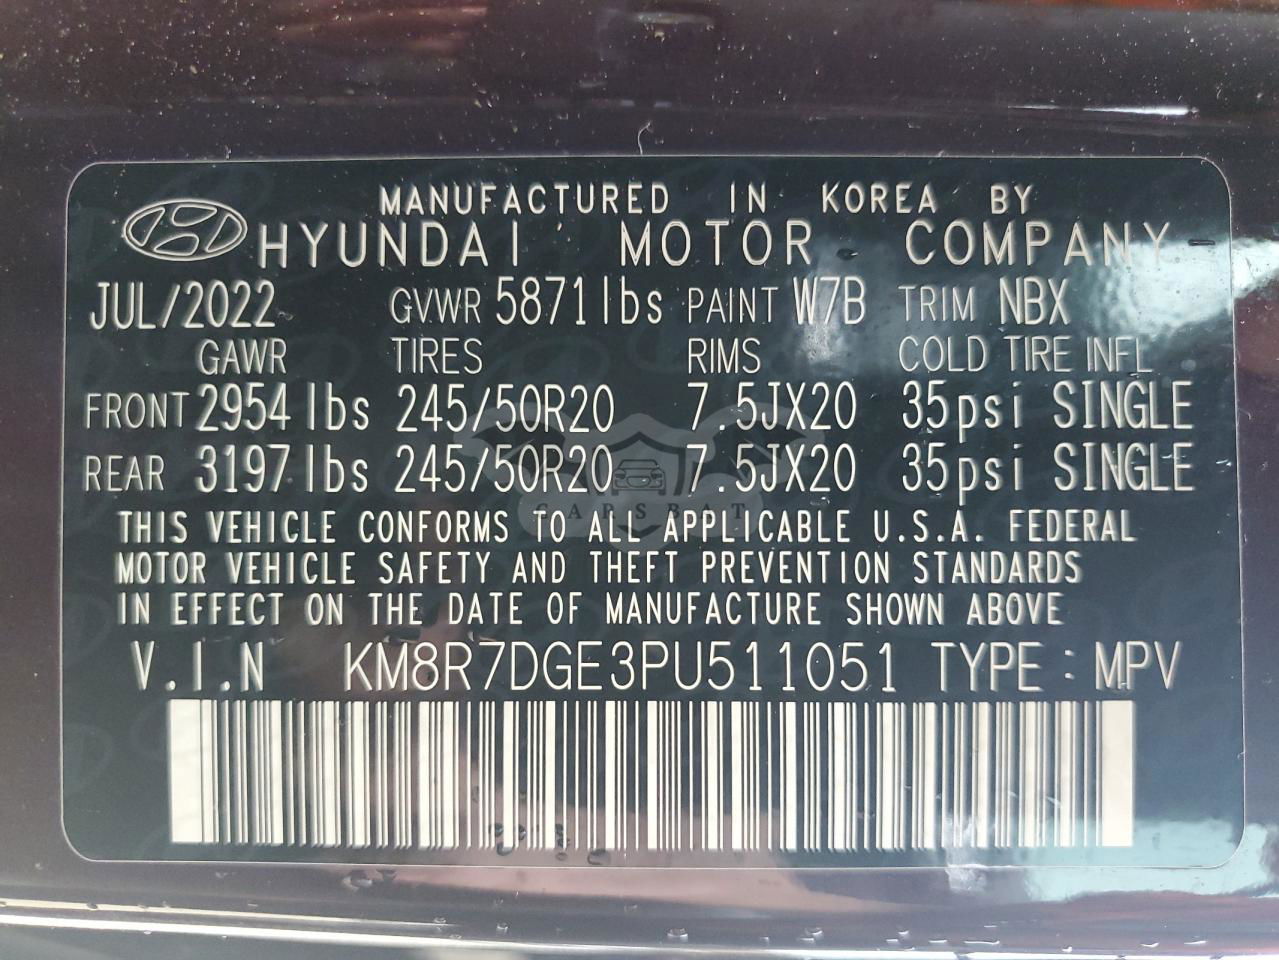 MANUFACTURED IN KOREA BY
HYUNDAI MOTOR COMPANY
JUL/2022 GVWR 5871lbs PAINT W7B TRIM NBX
GAWR TIRES RIMS COLD TIRE INFL
FRONT 2954lbs 245/50R20 7.5JX20 35psi SINGLE
REAR 3197lbs 245/50R20 7.5JX20 35psi SINGLE
CARSBAT
THIS VEHICLE CONFORMS TO ALL APPLICABLE U.S.A. FEDERAL
MOTOR VEHICLE SAFETY AND THEFT PREVENTION STANDARDS
IN EFFECT ON THE DATE OF MANUFACTURE SHOWN ABOVE
V.I.N KM8R7DGE3PU511051 TYPE : MPV